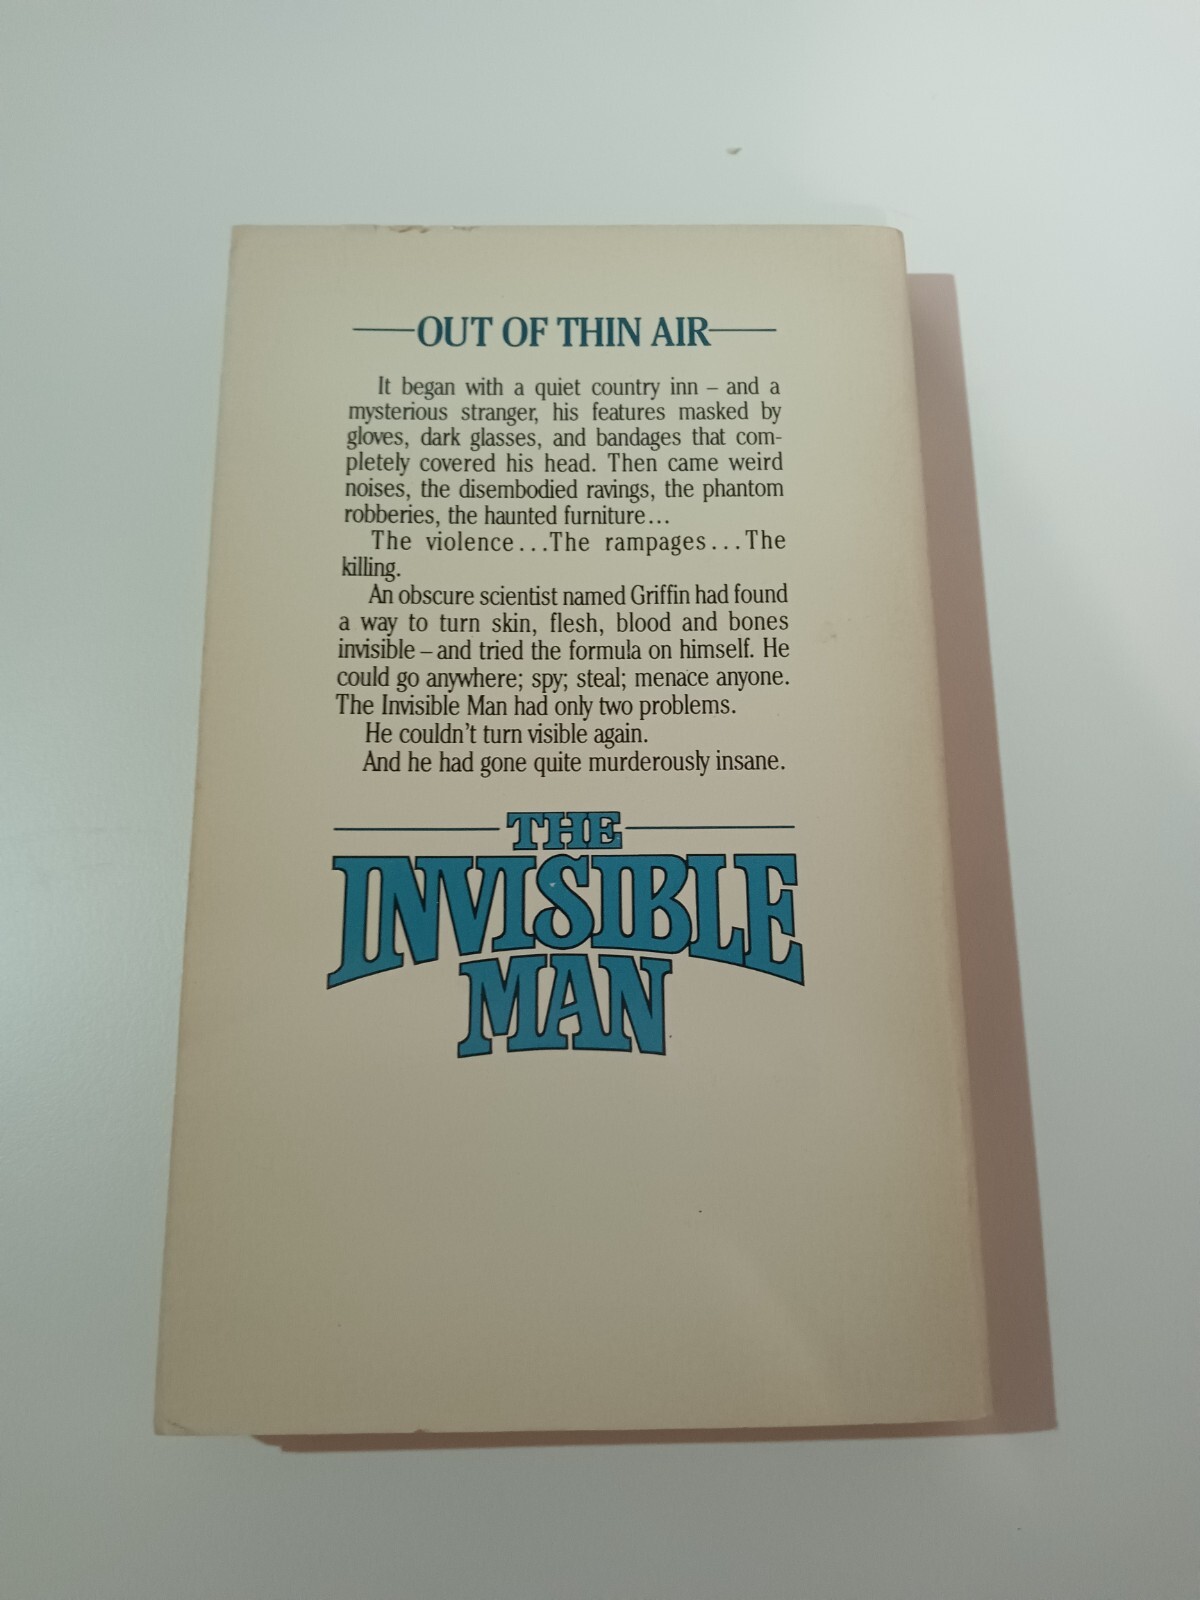 OUT OF THIN AIR
It began with a quiet country inn – and a
mysterious stranger, his features masked by
gloves, dark glasses, and bandages that com-
pletely covered his head. Then came weird
noises, the disembodied ravings, the phantom
robberies, the haunted furniture...
The violence...The rampages...The
killing.
An obscure scientist named Griffin had found
a way to turn skin, flesh, blood and bones
invisible – and tried the formula on himself. He
could go anywhere; spy; steal; menace anyone.
The Invisible Man had only two problems.
He couldn't turn visible again.
And he had gone quite murderously insane.
THE
INVISIBLE
MAN